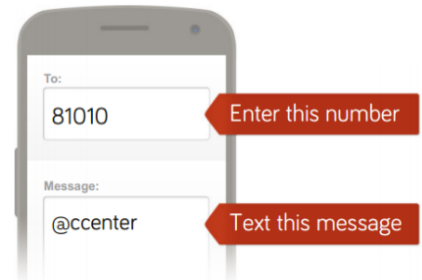 To:
81010
Enter this number
Message:
@ccenter
Text this message